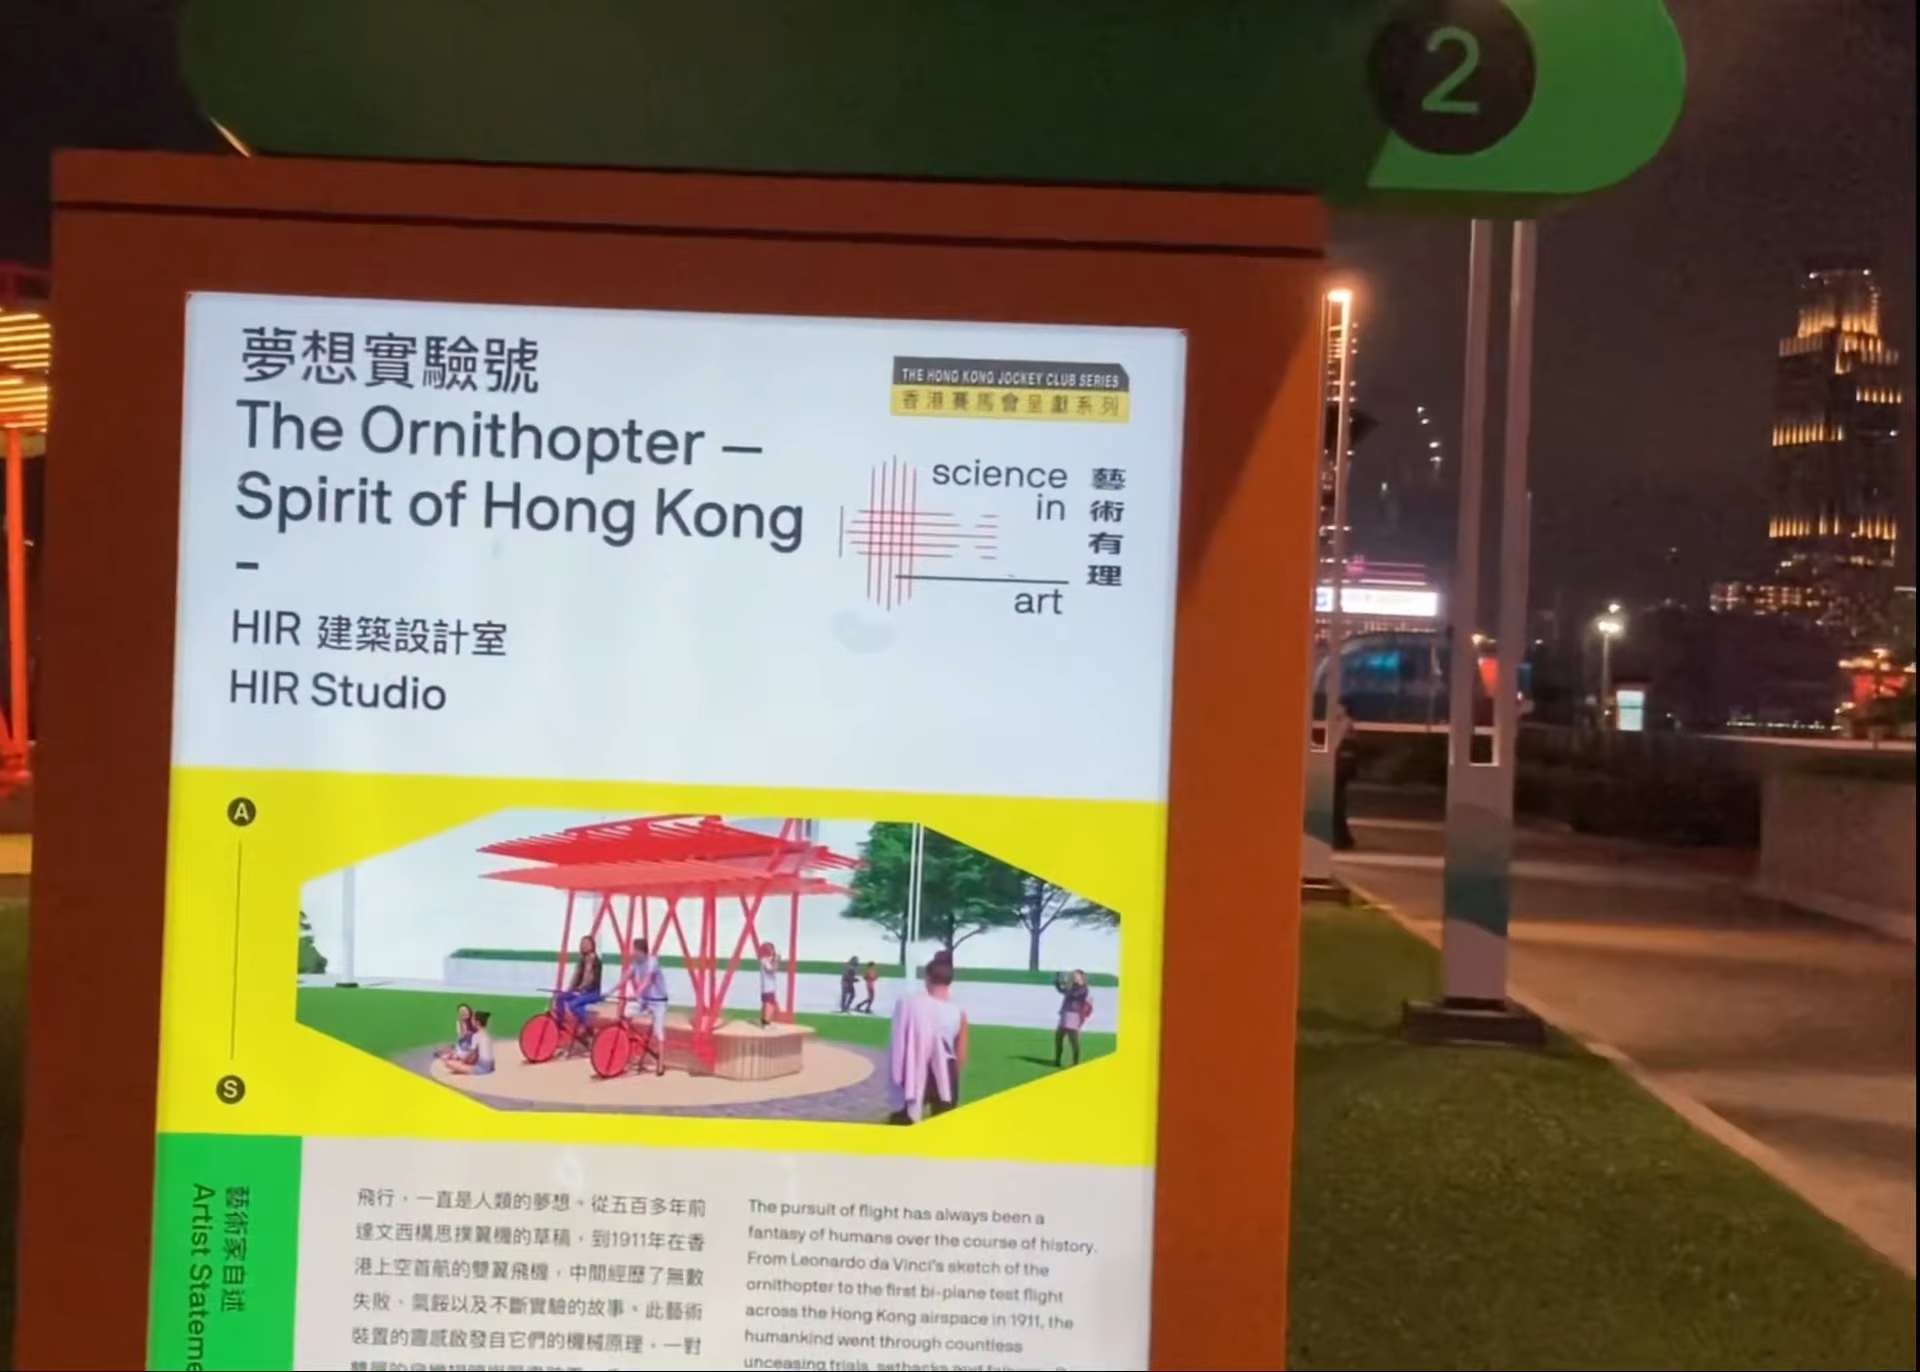 2
夢想實驗號
The Ornithopter –
Spirit of Hong Kong
–
HIR 建築設計室
HIR Studio
THE HONG KONG JOCKEY CLUB SERIES
香港賽馬會呈獻系列
science
in
art
藝術有理
A
S
藝術家自述
Artist Stateme
飛行，一直是人類的夢想。從五百多年前
達文西構思撲翼機的草稿，到1911年在香
港上空首航的雙翼飛機，中間經歷了無數
失敗、氣餒以及不斷實驗的故事。此藝術
裝置的靈感啟發自它們的機械原理，一對
The pursuit of flight has always been a
fantasy of humans over the course of history.
From Leonardo da Vinci's sketch of the
ornithopter to the first bi-plane test flight
across the Hong Kong airspace in 1911, the
humankind went through countless
unceasing trials, setbacks and